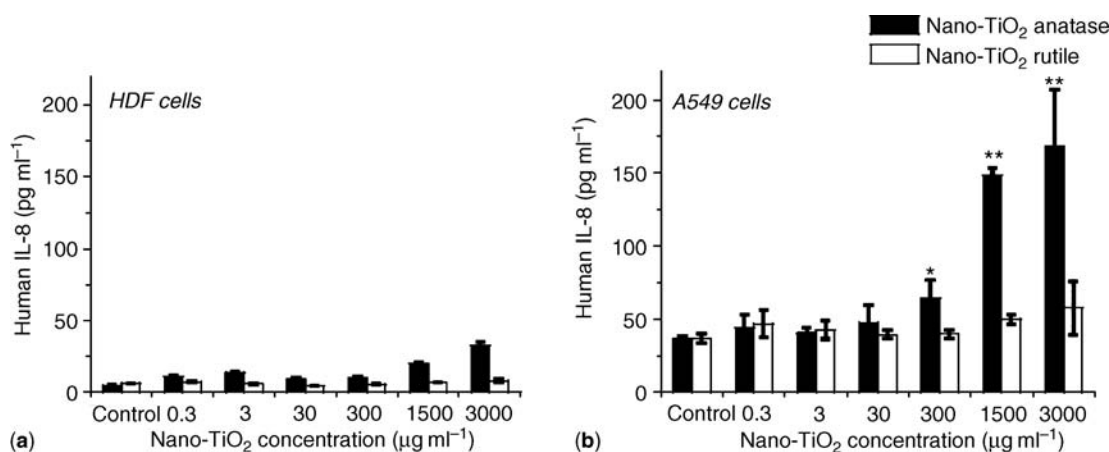 Nano-TiO₂ anatase
Nano-TiO₂ rutile
HDF cells
Human IL-8 (pg ml⁻¹)
200
150
100
50
0
Control 0.3 3 30 300 1500 3000
(a) Nano-TiO₂ concentration (µg ml⁻¹)
A549 cells
Human IL-8 (pg ml⁻¹)
200
150
100
50
0
*
**
**
Control 0.3 3 30 300 1500 3000
(b) Nano-TiO₂ concentration (µg ml⁻¹)